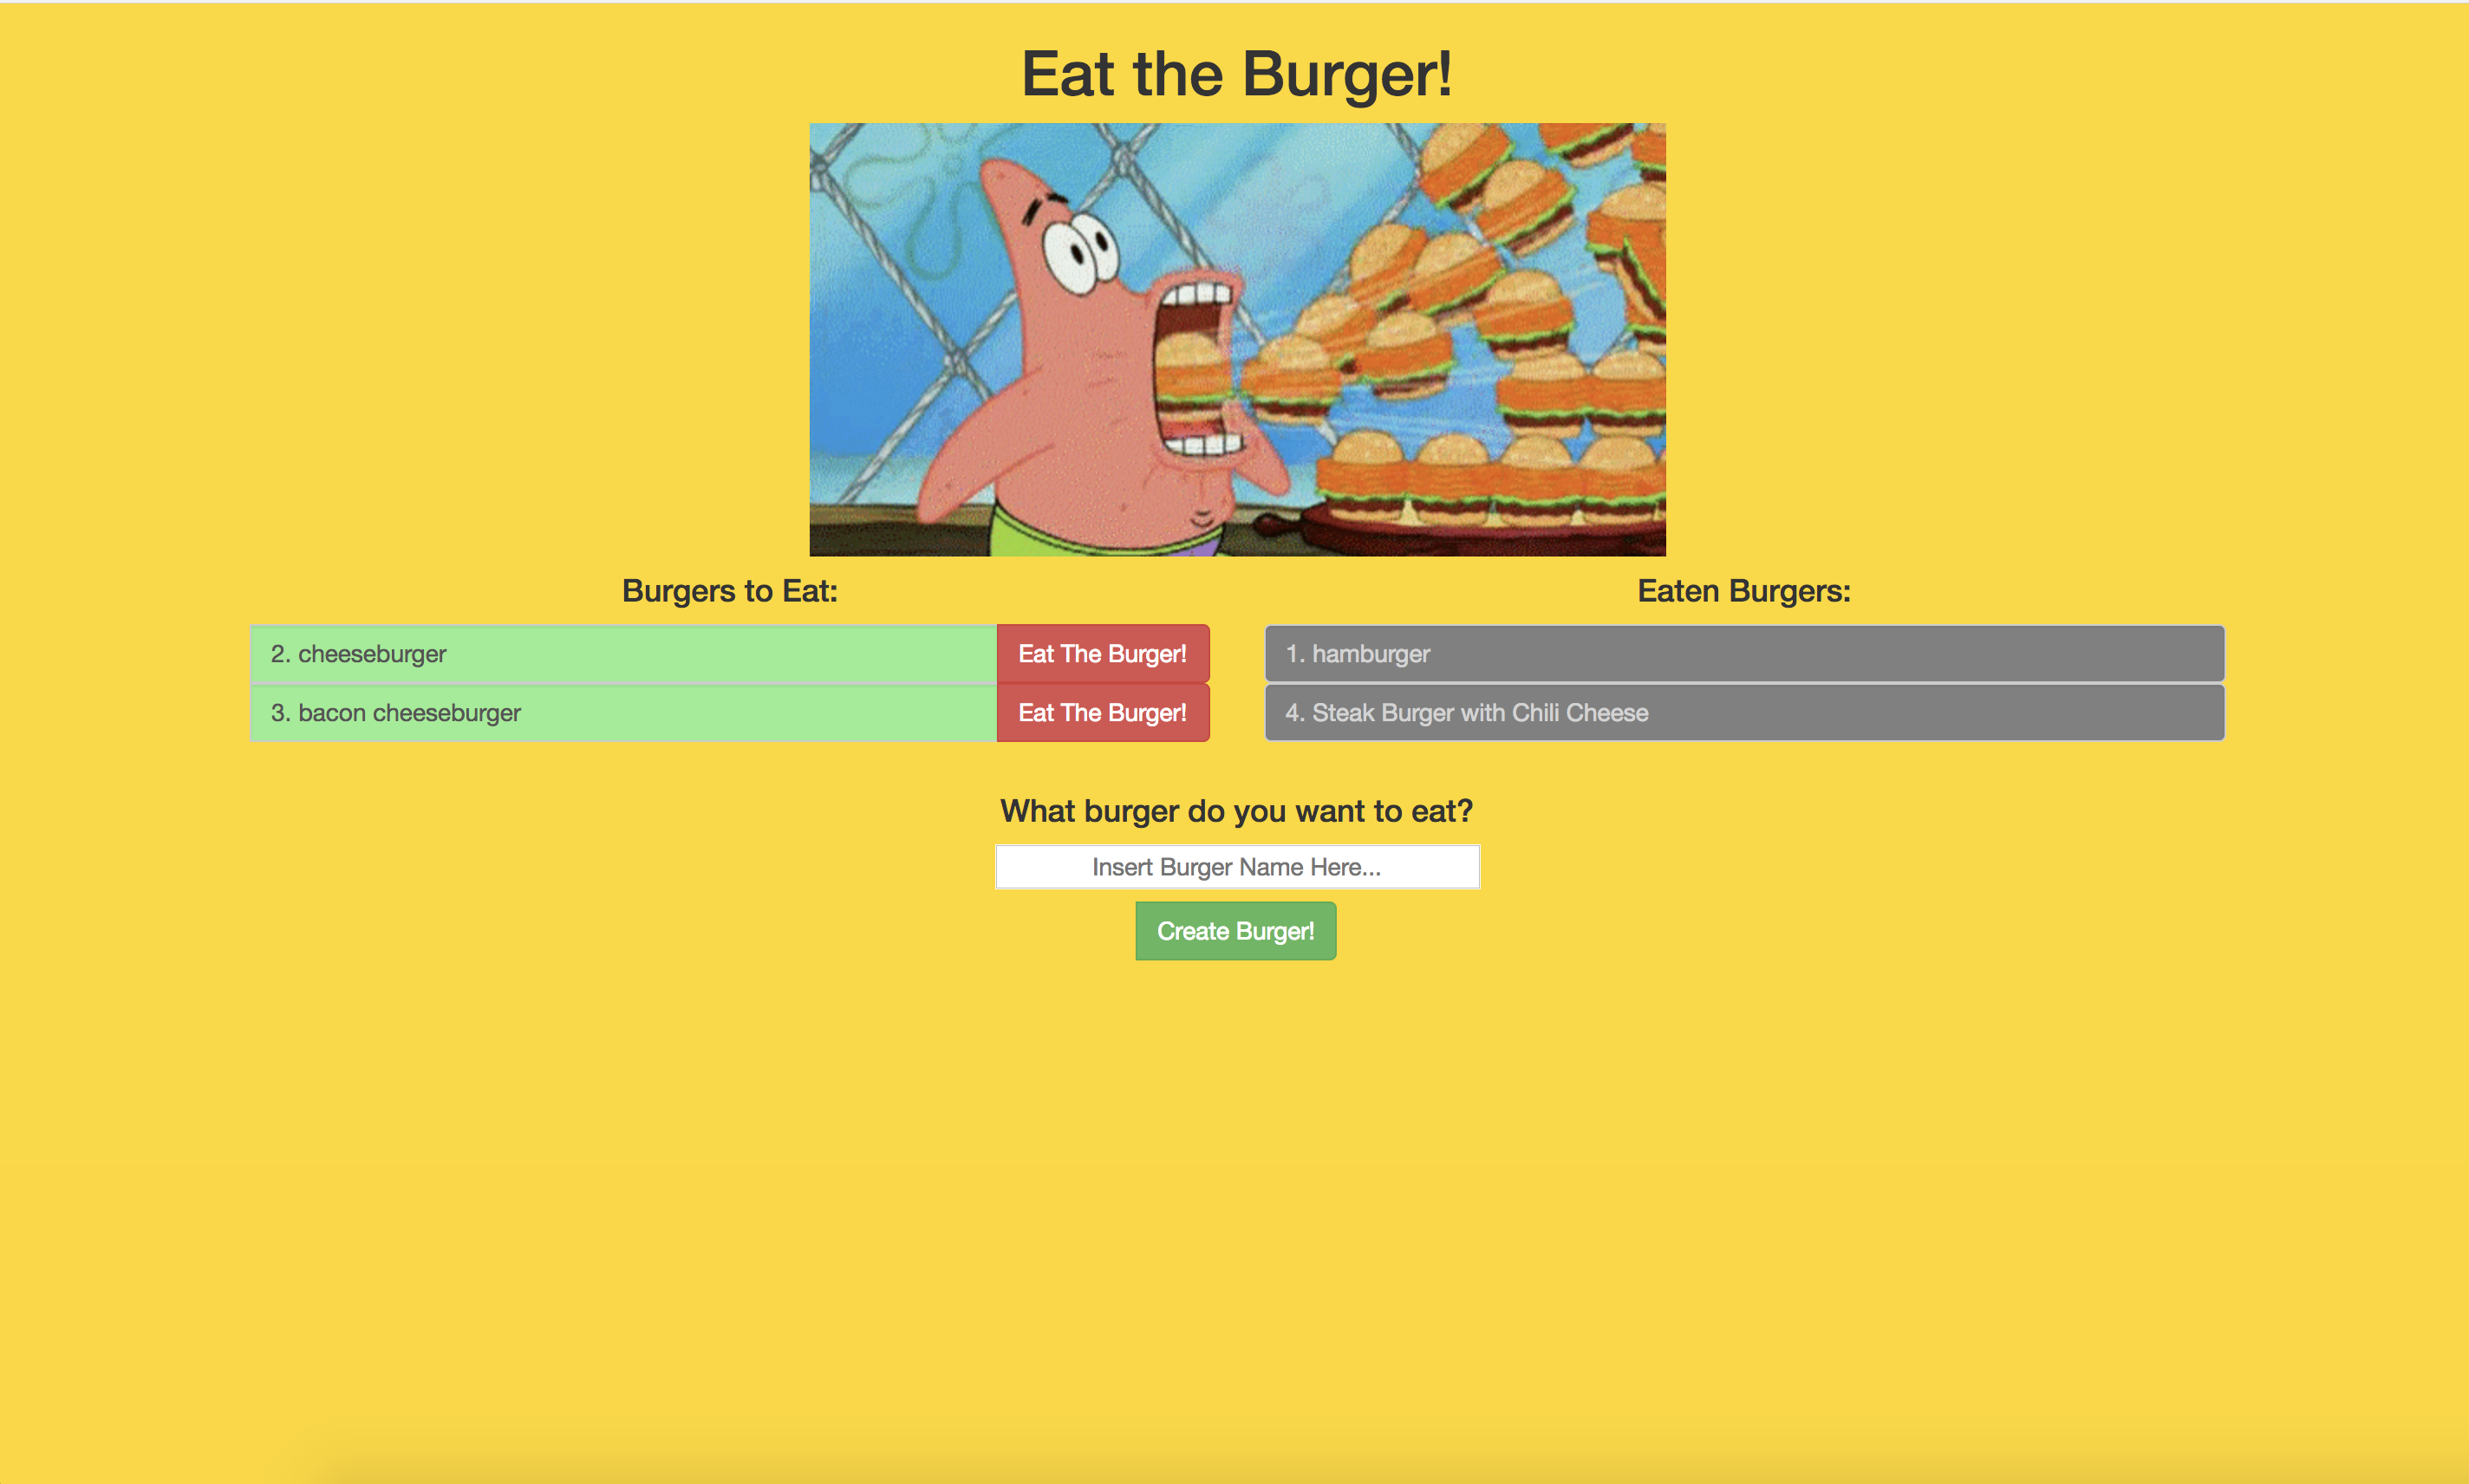 Eat the Burger!
Burgers to Eat:
2. cheeseburger
Eat The Burger!
3. bacon cheeseburger
Eat The Burger!
Eaten Burgers:
1. hamburger
4. Steak Burger with Chili Cheese
What burger do you want to eat?
Insert Burger Name Here...
Create Burger!